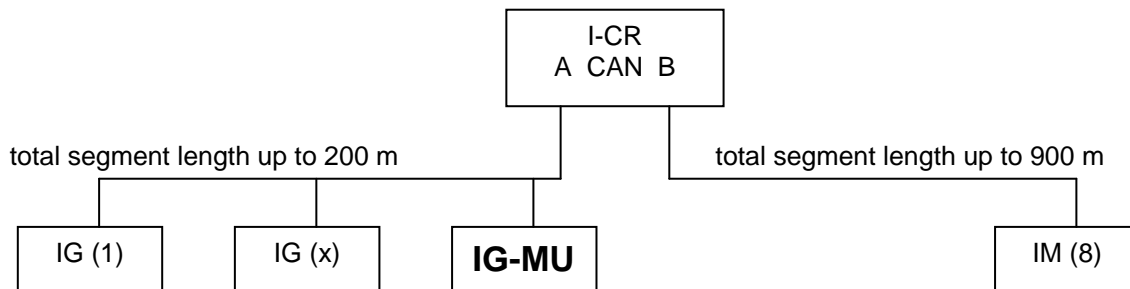 I-CR
A CAN B
total segment length up to 200 m
total segment length up to 900 m
IG (1)
IG (x)
IG-MU
IM (8)